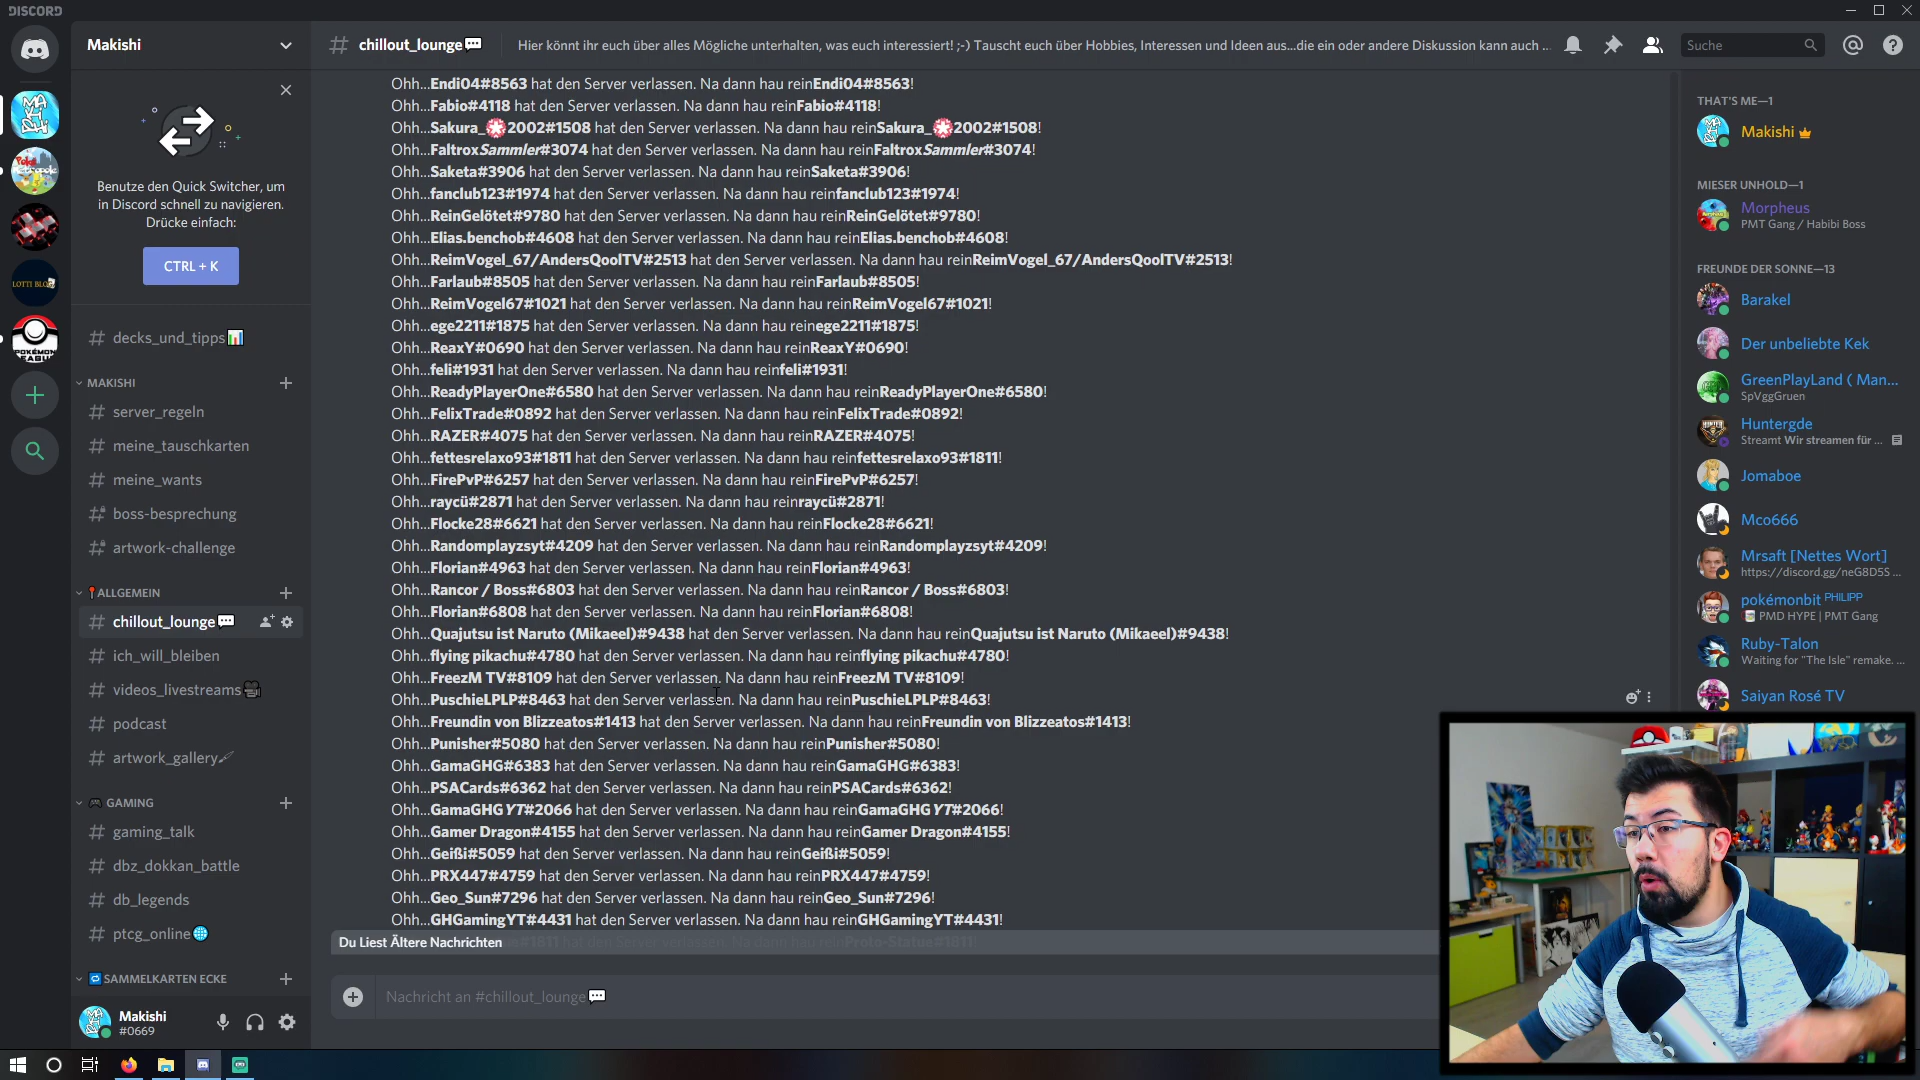 DISCORD
Makishi
chillout_lounge
Hier könnt ihr euch über alles Mögliche unterhalten, was euch interessiert! ;-) Tauscht euch über Hobbies, Interessen und Ideen aus...die ein oder andere Diskussion kann auch ...
Suche
Benutze den Quick Switcher, um
in Discord schnell zu navigieren.
Drücke einfach:
CTRL + K
decks_und_tipps
MAKISHI
server_regeln
meine_tauschkarten
meine_wants
boss-besprechung
artwork-challenge
ALLGEMEIN
chillout_lounge
ich_will_bleiben
videos_livestreams
podcast
artwork_gallery
GAMING
gaming_talk
dbz_dokkan_battle
db_legends
ptcg_online
SAMMELKARTEN ECKE
Makishi
#0669
Ohh...Endi04#8563 hat den Server verlassen. Na dann hau reinEndi04#8563!
Ohh...Fabio#4118 hat den Server verlassen. Na dann hau reinFabio#4118!
Ohh...Sakura_💮2002#1508 hat den Server verlassen. Na dann hau reinSakura_💮2002#1508!
Ohh...FaltroxSammler#3074 hat den Server verlassen. Na dann hau reinFaltroxSammler#3074!
Ohh...Saketa#3906 hat den Server verlassen. Na dann hau reinSaketa#3906!
Ohh...fanclub123#1974 hat den Server verlassen. Na dann hau reinfanclub123#1974!
Ohh...ReinGelötet#9780 hat den Server verlassen. Na dann hau reinReinGelötet#9780!
Ohh...Elias.benchob#4608 hat den Server verlassen. Na dann hau reinElias.benchob#4608!
Ohh...ReimVogel_67/AndersQoolTV#2513 hat den Server verlassen. Na dann hau reinReimVogel_67/AndersQoolTV#2513!
Ohh...Farlaub#8505 hat den Server verlassen. Na dann hau reinFarlaub#8505!
Ohh...ReimVogel67#1021 hat den Server verlassen. Na dann hau reinReimVogel67#1021!
Ohh...ege2211#1875 hat den Server verlassen. Na dann hau reinege2211#1875!
Ohh...ReaxY#0690 hat den Server verlassen. Na dann hau reinReaxY#0690!
Ohh...feli#1931 hat den Server verlassen. Na dann hau reinfeli#1931!
Ohh...ReadyPlayerOne#6580 hat den Server verlassen. Na dann hau reinReadyPlayerOne#6580!
Ohh...FelixTrade#0892 hat den Server verlassen. Na dann hau reinFelixTrade#0892!
Ohh...RAZER#4075 hat den Server verlassen. Na dann hau reinRAZER#4075!
Ohh...fettesrelaxo93#1811 hat den Server verlassen. Na dann hau reinfettesrelaxo93#1811!
Ohh...FirePvP#6257 hat den Server verlassen. Na dann hau reinFirePvP#6257!
Ohh...raycü#2871 hat den Server verlassen. Na dann hau reinraycü#2871!
Ohh...Flocke28#6621 hat den Server verlassen. Na dann hau reinFlocke28#6621!
Ohh...Randomplayzsyt#4209 hat den Server verlassen. Na dann hau reinRandomplayzsyt#4209!
Ohh...Florian#4963 hat den Server verlassen. Na dann hau reinFlorian#4963!
Ohh...Rancor / Boss#6803 hat den Server verlassen. Na dann hau reinRancor / Boss#6803!
Ohh...Florian#6808 hat den Server verlassen. Na dann hau reinFlorian#6808!
Ohh...Quajutsu ist Naruto (Mikaeel)#9438 hat den Server verlassen. Na dann hau reinQuajutsu ist Naruto (Mikaeel)#9438!
Ohh...flying pikachu#4780 hat den Server verlassen. Na dann hau reinflying pikachu#4780!
Ohh...FreezM TV#8109 hat den Server verlassen. Na dann hau reinFreezM TV#8109!
Ohh...PuschieLPLP#8463 hat den Server verlassen. Na dann hau reinPuschieLPLP#8463!
Ohh...Freundin von Blizzeatos#1413 hat den Server verlassen. Na dann hau reinFreundin von Blizzeatos#1413!
Ohh...Punisher#5080 hat den Server verlassen. Na dann hau reinPunisher#5080!
Ohh...GamaGHG#6383 hat den Server verlassen. Na dann hau reinGamaGHG#6383!
Ohh...PSACards#6362 hat den Server verlassen. Na dann hau reinPSACards#6362!
Ohh...GamaGHG YT#2066 hat den Server verlassen. Na dann hau reinGamaGHG YT#2066!
Ohh...Gamer Dragon#4155 hat den Server verlassen. Na dann hau reinGamer Dragon#4155!
Ohh...Geißi#5059 hat den Server verlassen. Na dann hau reinGeißi#5059!
Ohh...PRX447#4759 hat den Server verlassen. Na dann hau reinPRX447#4759!
Ohh...Geo_Sun#7296 hat den Server verlassen. Na dann hau reinGeo_Sun#7296!
Ohh...GHGamingYT#4431 hat den Server verlassen. Na dann hau reinGHGamingYT#4431!
Du Liest Ältere Nachrichten
Nachricht an #chillout_lounge
THAT'S ME—1
Makishi
MIESER UNHOLD—1
Morpheus
PMT Gang / Habibi Boss
FREUNDE DER SONNE—13
Barakel
Der unbeliebte Kek
GreenPlayLand ( Man...
SpVggGruen
Huntergde
Streamt Wir streamen für ...
Jomaboe
Mco666
Mrsaft [Nettes Wort]
https://discord.gg/neG8D5S ...
pokémonbit PHILIPP
PMD HYPE | PMT Gang
Ruby-Talon
Waiting for "The Isle" remake. ...
Saiyan Rosé TV